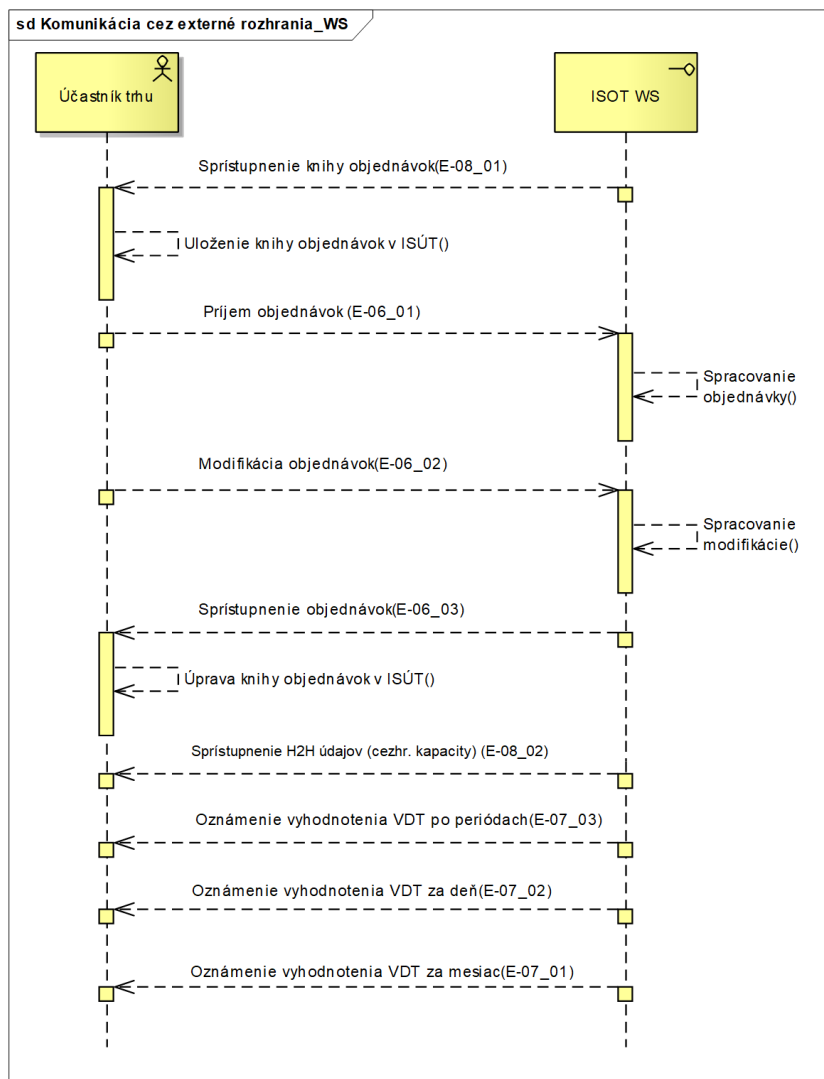 sd Komunikácia cez externé rozhrania_WS
Účastník trhu
ISOT WS
Sprístupnenie knihy objednávok(E-08_01)
Uloženie knihy objednávok v ISÚT()
Príjem objednávok (E-06_01)
Spracovanie
objednávky()
Modifikácia objednávok(E-06_02)
Spracovanie
modifikácie()
Sprístupnenie objednávok(E-06_03)
Úprava knihy objednávok v ISÚT()
Sprístupnenie H2H údajov (cezhr. kapacity) (E-08_02)
Oznámenie vyhodnotenia VDT po periódach(E-07_03)
Oznámenie vyhodnotenia VDT za deň(E-07_02)
Oznámenie vyhodnotenia VDT za mesiac(E-07_01)